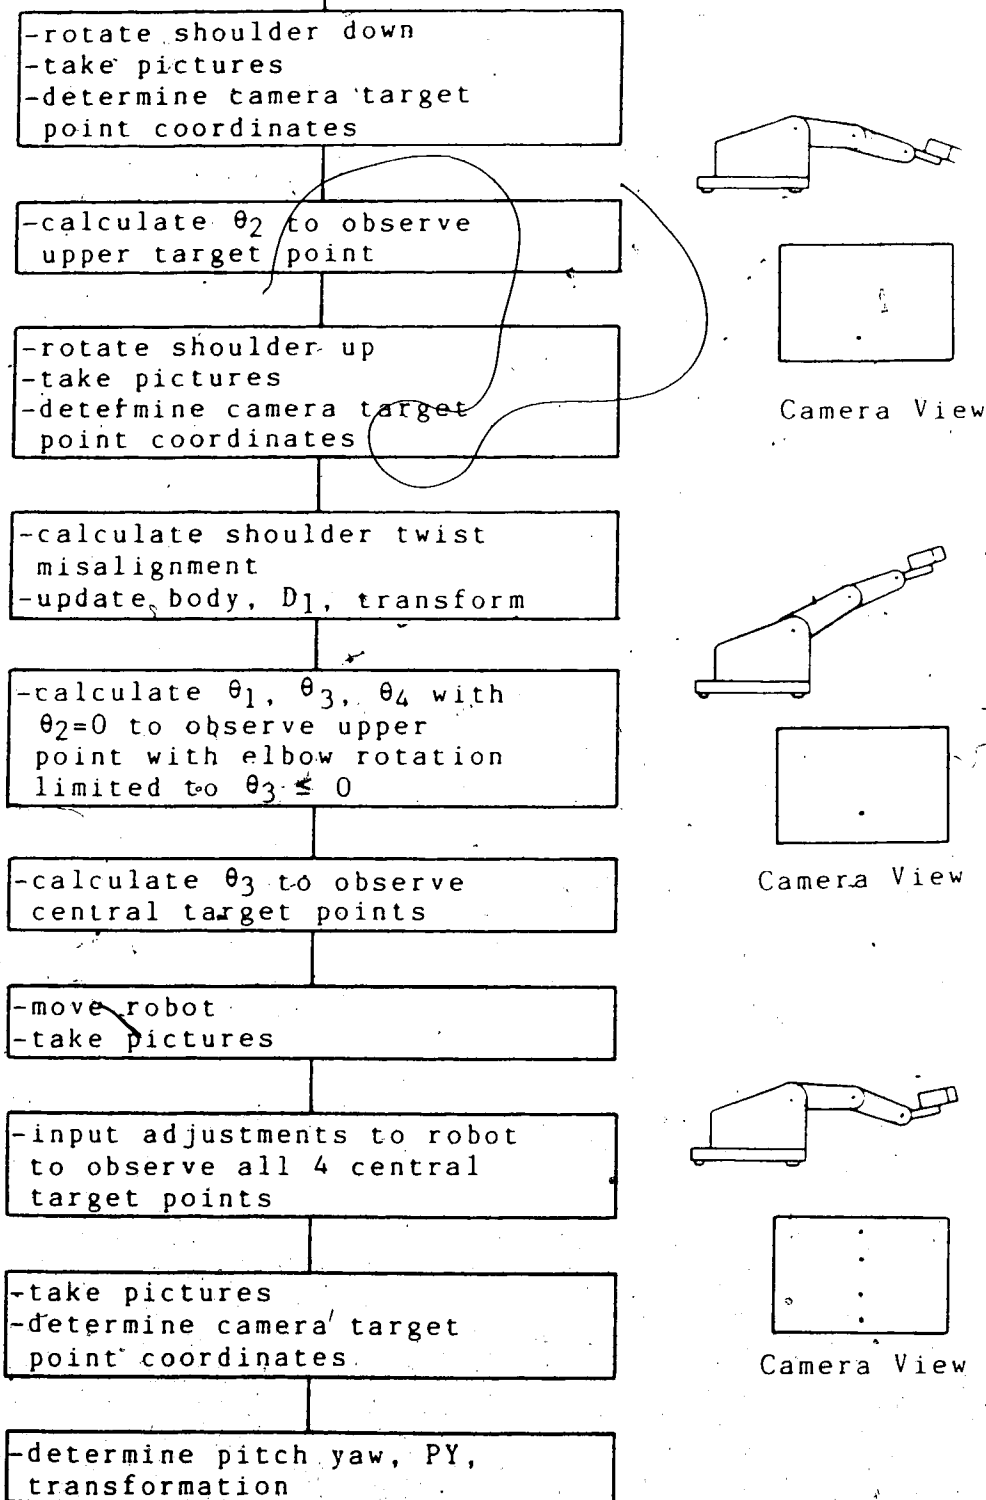 -rotate shoulder down
-take pictures
-determine camera target
point coordinates
-calculate θ2 to observe
upper target point
-rotate shoulder up
-take pictures
-determine camera target
point coordinates
Camera View
-calculate shoulder twist
misalignment
-update body, D1, transform
-calculate θ1, θ3, θ4 with
θ2=0 to observe upper
point with elbow rotation
limited to θ3 ≤ 0
Camera View
-calculate θ3 to observe
central target points
-move robot
-take pictures
-input adjustments to robot
to observe all 4 central
target points
-take pictures
-determine camera target
point coordinates
Camera View
-determine pitch yaw, PY,
transformation